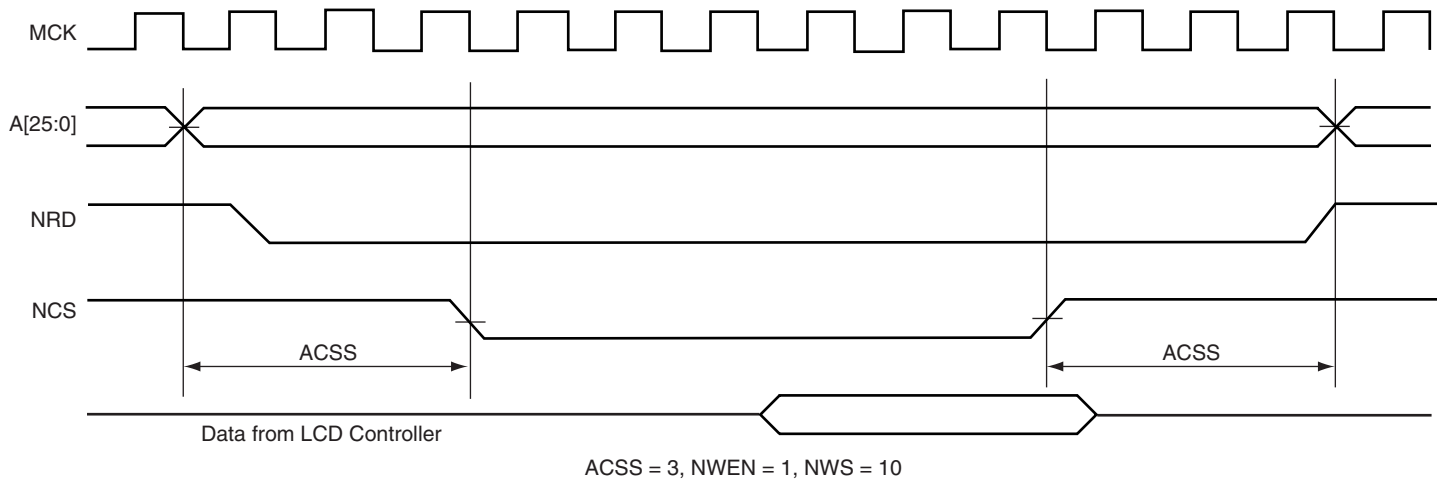 MCK
A[25:0]
NRD
NCS
ACSS
ACSS
Data from LCD Controller
ACSS = 3, NWEN = 1, NWS = 10